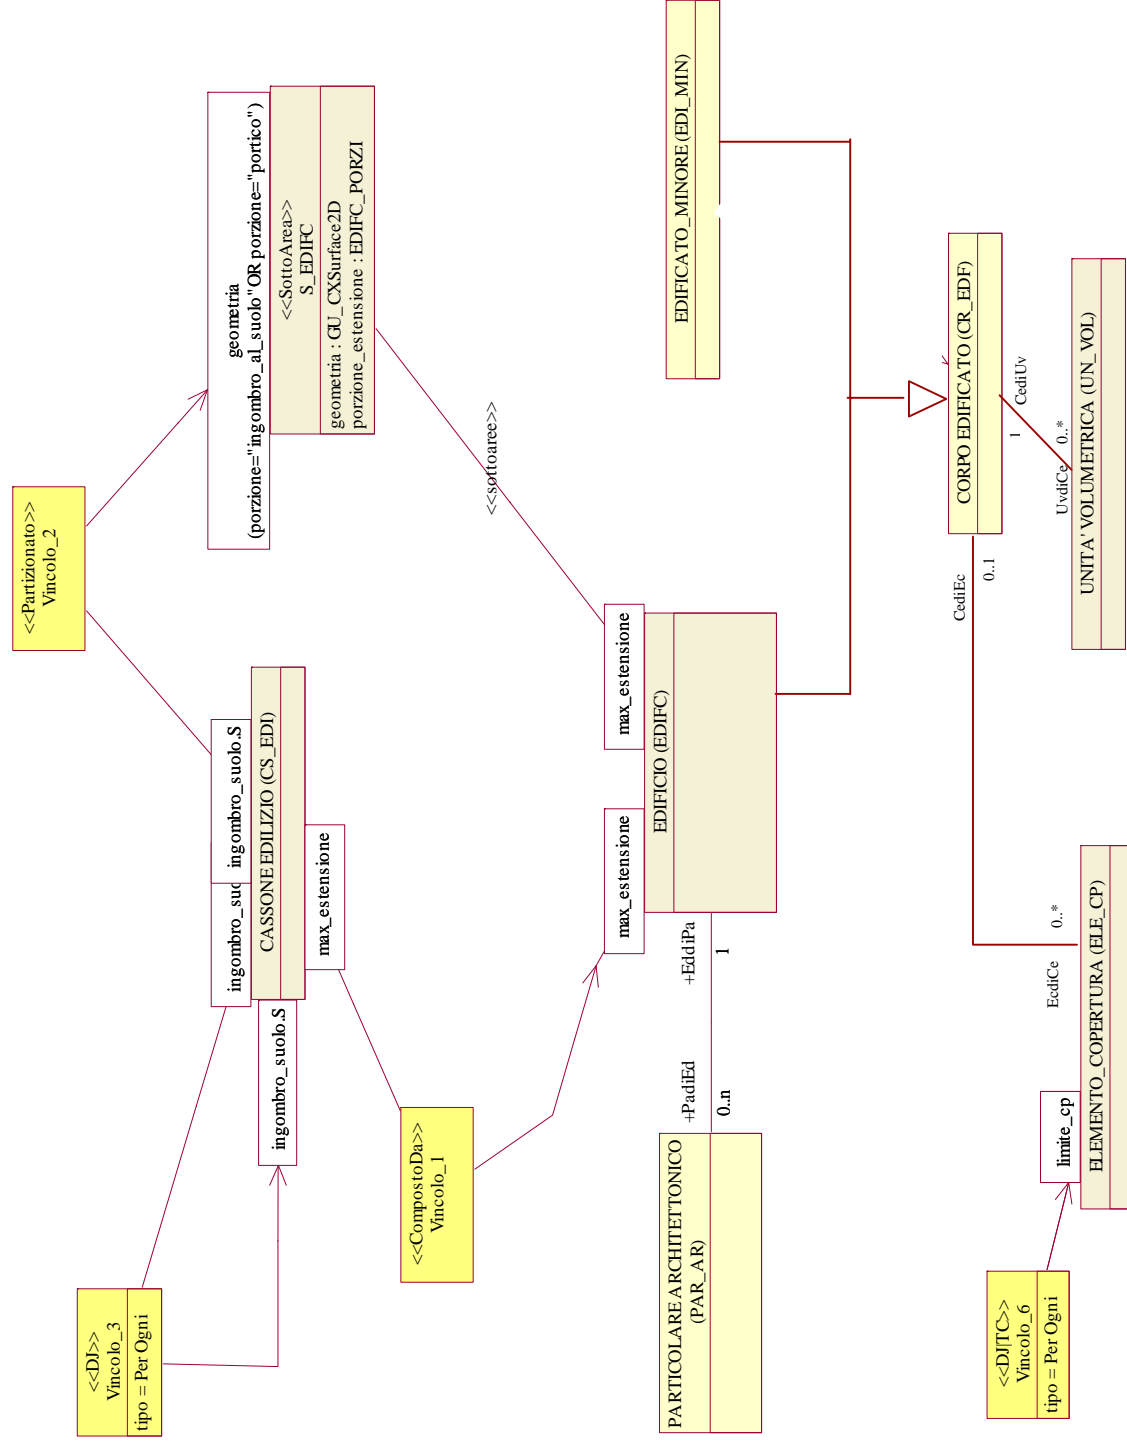 <<Partizionato>>
Vincolo_2
geometria
(porzione="ingombro_al_suolo"OR porzione="portico")
<<SottoArea>>
S_EDIFC
geometria : GU_CXSurface2D
porzione_estensione : EDIFC_PORZI
<<DJ>>
Vincolo_3
tipo = Per Ogni
ingombro_suo
ingombro_suolo.S
CASSONE EDILIZIO (CS_EDI)
ingombro_suolo.S
max_estensione
<<CompostoDa>>
Vincolo_1
<<sottoaree>>
max_estensione
max_estensione
EDIFICIO (EDIFC)
+PadiEd
0..n
+EddiPa
1
PARTICOLARE ARCHITETTONICO
(PAR_AR)
EDIFICATO_MINORE (EDI_MIN)
CORPO EDIFICATO (CR_EDF)
CediEc
0..1
1
CediUv
UvdiCe
0..*
UNITA' VOLUMETRICA (UN_VOL)
EcdiCe
0..*
<<DJ|TC>>
Vincolo_6
tipo = Per Ogni
limite_cp
ELEMENTO_COPERTURA (ELE_CP)